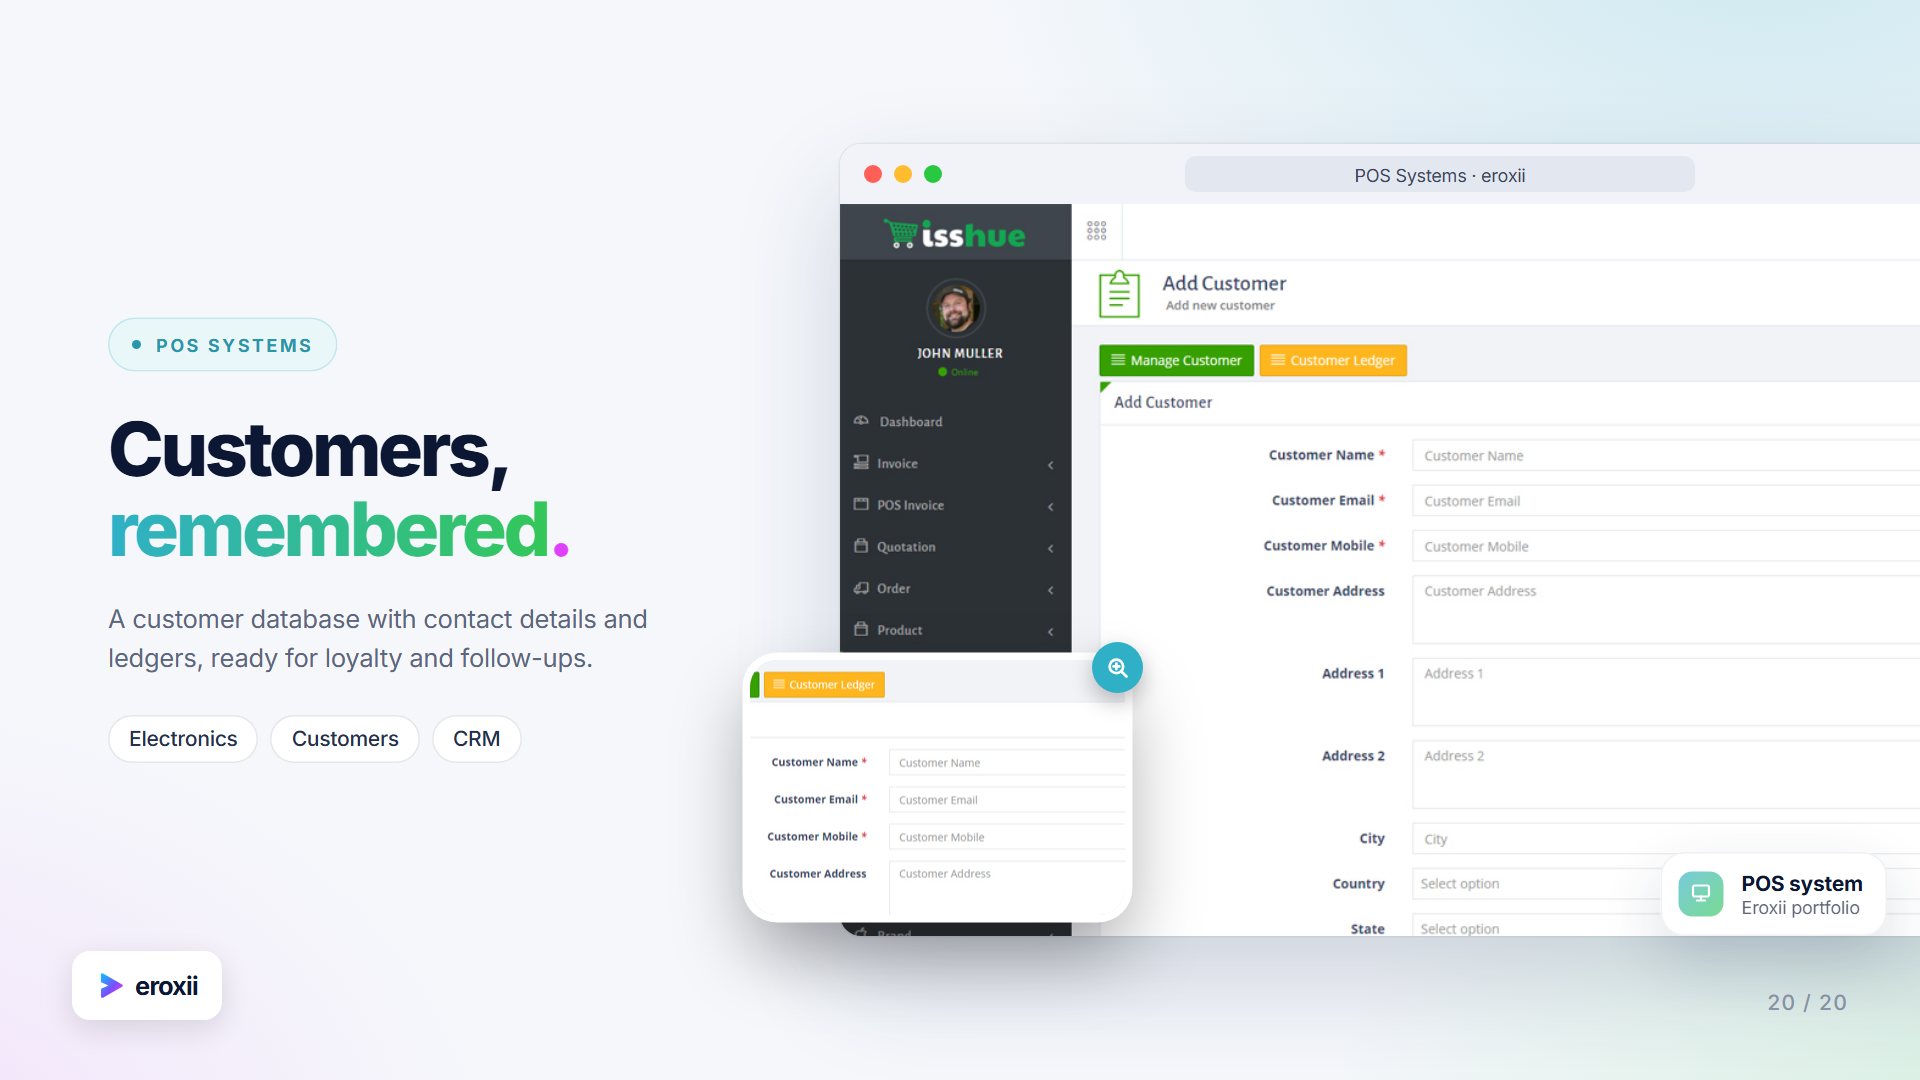 POS SYSTEMS
Customers,
remembered.
A customer database with contact details and
ledgers, ready for loyalty and follow-ups.
Electronics
Customers
CRM
eroxii
POS Systems · eroxii
isshue
JOHN MULLER
Online
Dashboard
Invoice
POS Invoice
Quotation
Order
Product
Brand
Add Customer
Add new customer
Manage Customer
Customer Ledger
Add Customer
Customer Name * Customer Name
Customer Email * Customer Email
Customer Mobile * Customer Mobile
Customer Address Customer Address
Address 1 Address 1
Address 2 Address 2
City City
Country Select option
State Select option
Customer Ledger
Customer Name * Customer Name
Customer Email * Customer Email
Customer Mobile * Customer Mobile
Customer Address Customer Address
POS system
Eroxii portfolio
20 / 20